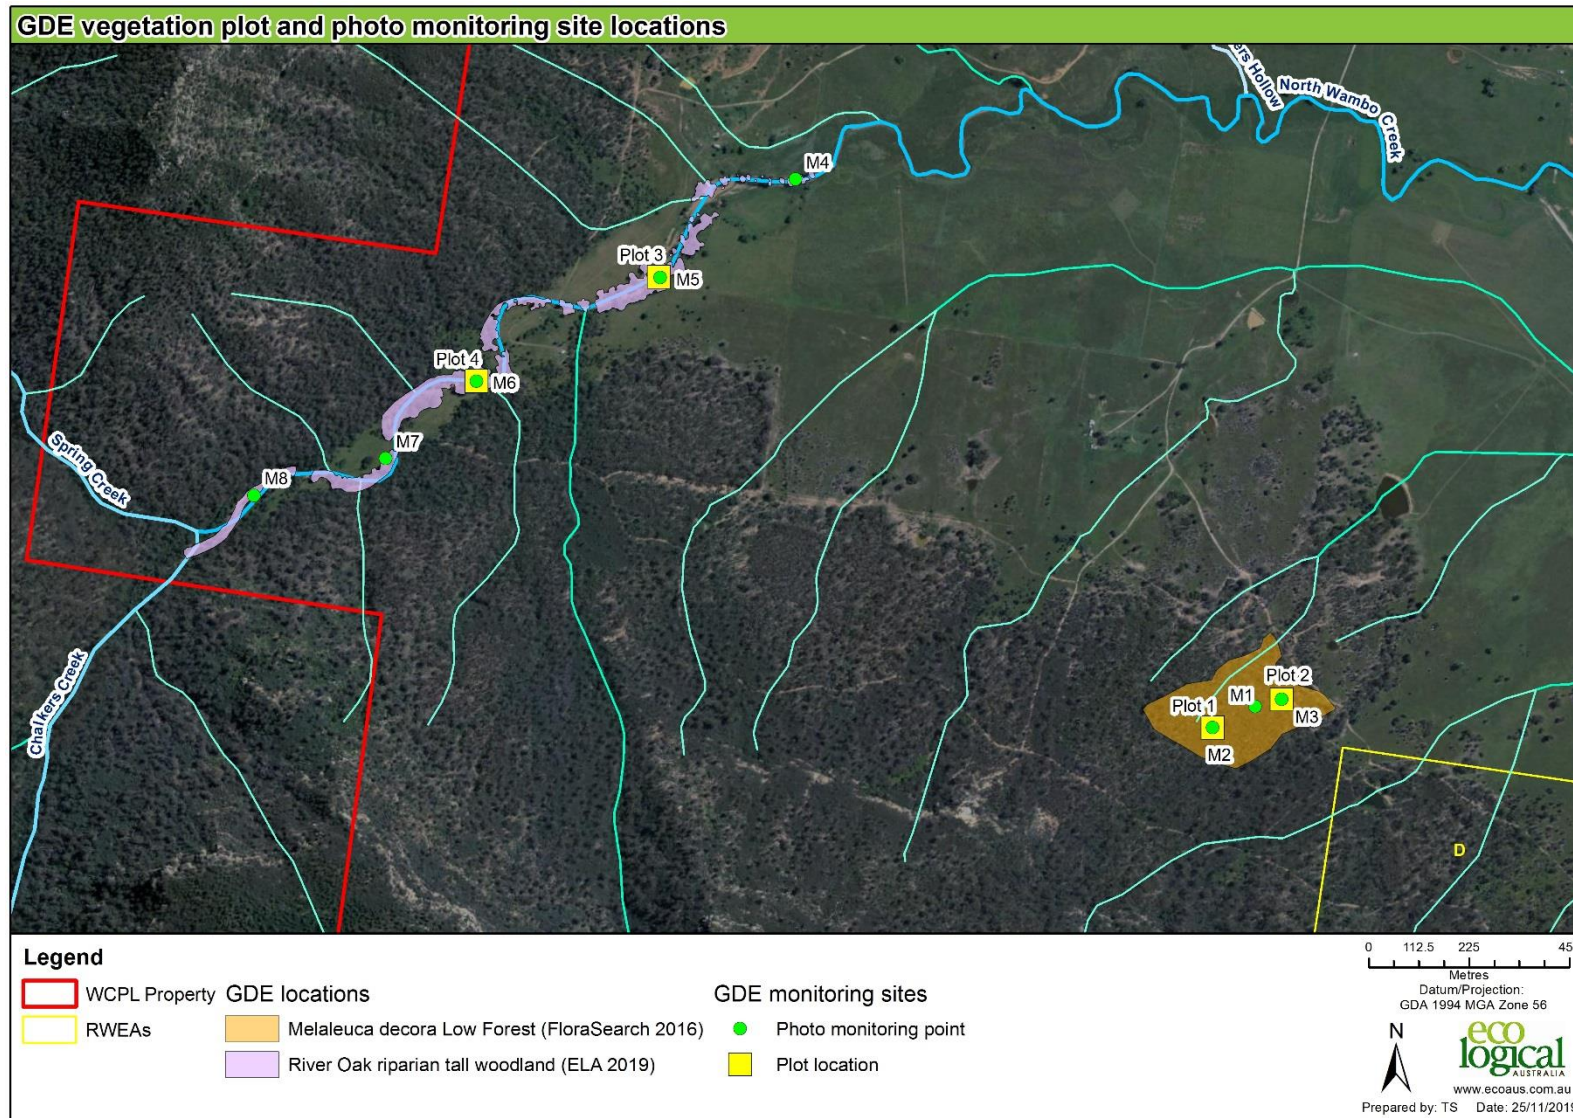 GDE vegetation plot and photo monitoring site locations
ers Hollow
North Wambo Creek
M4
Plot 3
M5
Plot 4
M6
M7
M8
Spring Creek
Chalkers Creek
Plot 2
M1
Plot 1
M3
M2
D
Legend
WCPL Property
RWEAs
GDE locations
Melaleuca decora Low Forest (FloraSearch 2016)
River Oak riparian tall woodland (ELA 2019)
GDE monitoring sites
Photo monitoring point
Plot location
0 112.5 225 45
Metres
Datum/Projection:
GDA 1994 MGA Zone 56
N
eco
logical
AUSTRALIA
www.ecoaus.com.au
Prepared by: TS Date: 25/11/2019